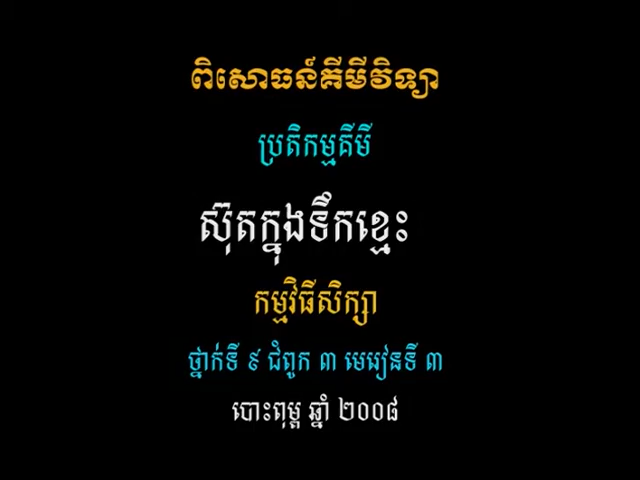 ពិសោធន៍គីមីវិទ្យា
ប្រតិកម្មគីមី
ស៊ុតក្នុងទឹកខ្មេះ
កម្មវិធីសិក្សា
ថ្នាក់ទី ៩ ជំពូក ៣ មេរៀនទី ៣
បោះពុម្ព ឆ្នាំ ២០០៨